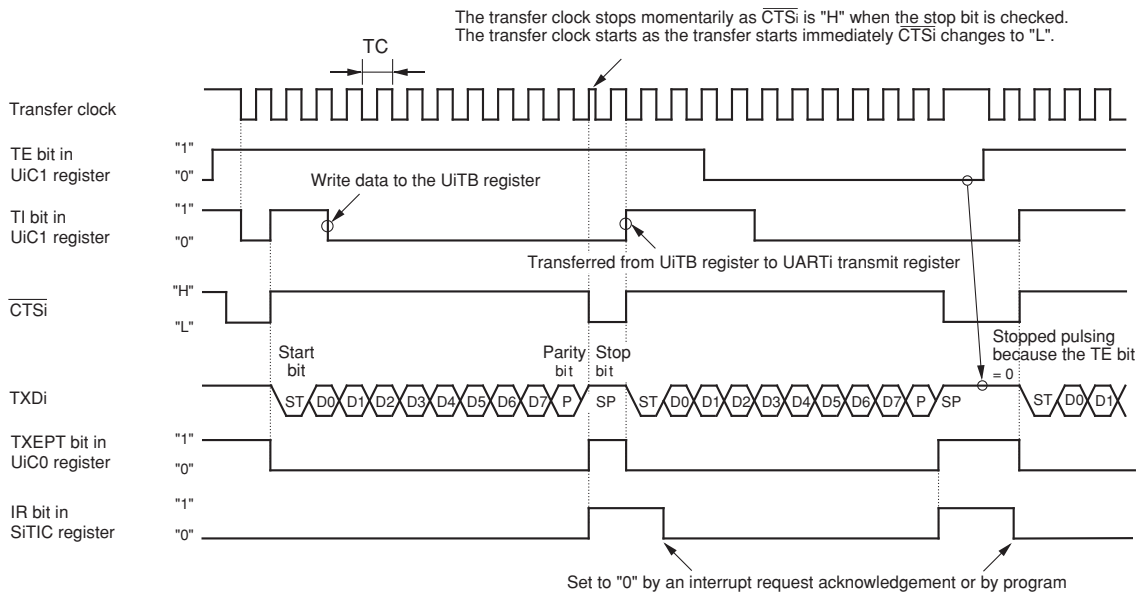 The transfer clock stops momentarily as CTSi is "H" when the stop bit is checked.
The transfer clock starts as the transfer starts immediately CTSi changes to "L".
TC
Transfer clock
TE bit in
UiC1 register
"1"
"0"
Write data to the UiTB register
TI bit in
UiC1 register
"1"
"0"
Transferred from UiTB register to UARTi transmit register
CTSi
"H"
"L"
Start
bit
Parity
bit
Stop
bit
Stopped pulsing
because the TE bit
= 0
TXDi
ST D0 D1 D2 D3 D4 D5 D6 D7 P SP ST D0 D1 D2 D3 D4 D5 D6 D7 P SP ST D0 D1
TXEPT bit in
UiC0 register
"1"
"0"
IR bit in
SiTIC register
"1"
"0"
Set to "0" by an interrupt request acknowledgement or by program